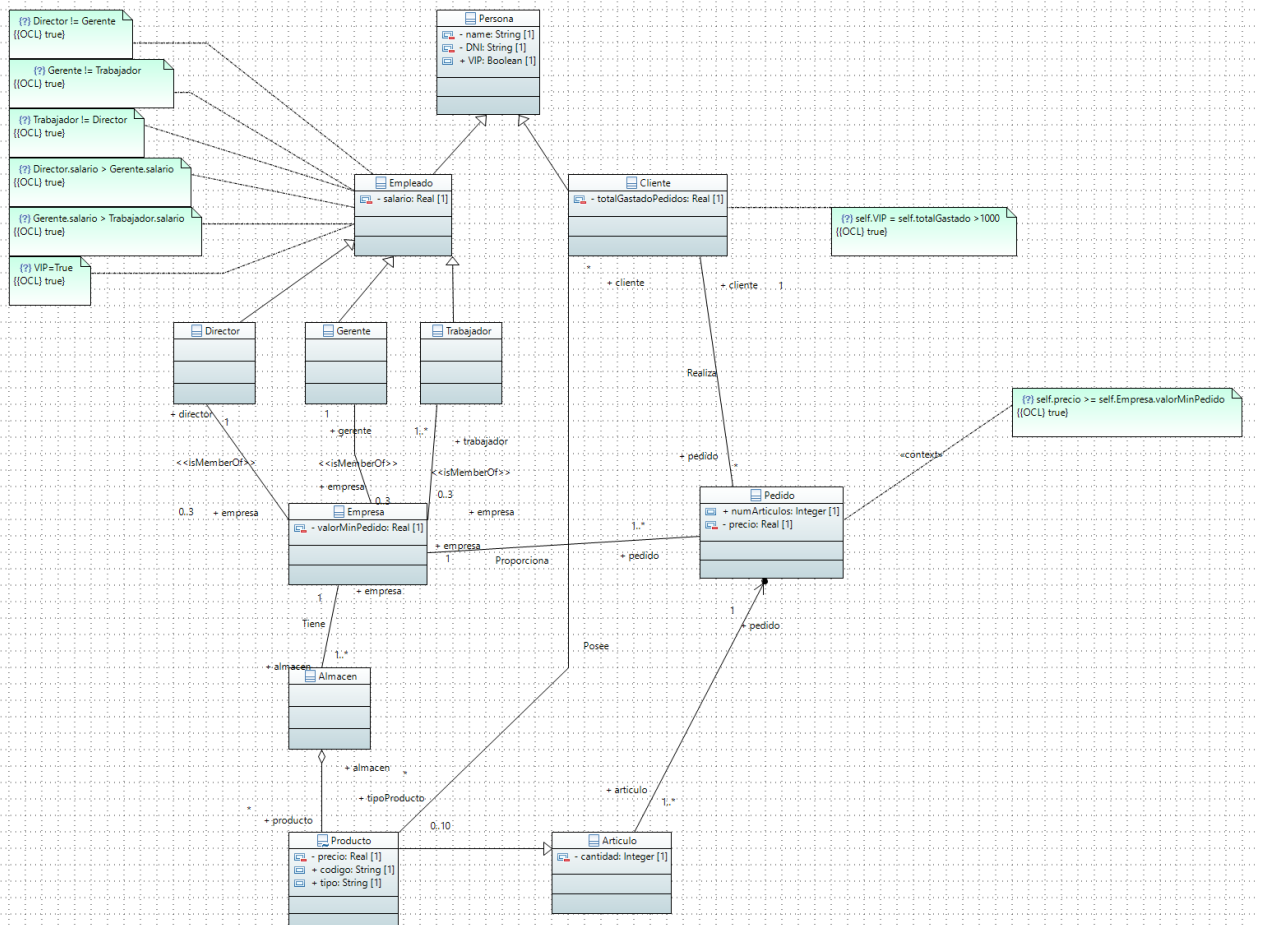 {?} Director != Gerente
{{OCL} true}
{?} Gerente != Trabajador
{{OCL} true}
{?} Trabajador != Director
{{OCL} true}
{?} Director.salario > Gerente.salario
{{OCL} true}
{?} Gerente.salario > Trabajador.salario
{{OCL} true}
{?} VIP=True
{{OCL} true}
Persona
- name: String [1]
- DNI: String [1]
+ VIP: Boolean [1]
Empleado
- salario: Real [1]
Cliente
- totalGastadoPedidos: Real [1]
{?} self.VIP = self.totalGastado >1000
{{OCL} true}
*
+ cliente
+ cliente
1
Director
Gerente
Trabajador
Realiza
{?} self.precio >= self.Empresa.valorMinPedido
{{OCL} true}
+ director
1
1
+ gerente
1..*
+ trabajador
<<isMemberOf>>
<<isMemberOf>>
<<isMemberOf>>
+ pedido
*
«context»
0..3
+ empresa
+ empresa
0..3
0..3
+ empresa
Empresa
- valorMinPedido: Real [1]
Pedido
+ numArticulos: Integer [1]
- precio: Real [1]
+ empresa
1
Proporciona
1..*
+ pedido
1
+ empresa
Tiene
1..*
+ almacen
1
+ pedido
Posee
Almacen
+ almacen
*
+ tipoProducto
0..10
*
+ producto
+ articulo
1..*
Producto
- precio: Real [1]
+ codigo: String [1]
+ tipo: String [1]
Articulo
- cantidad: Integer [1]